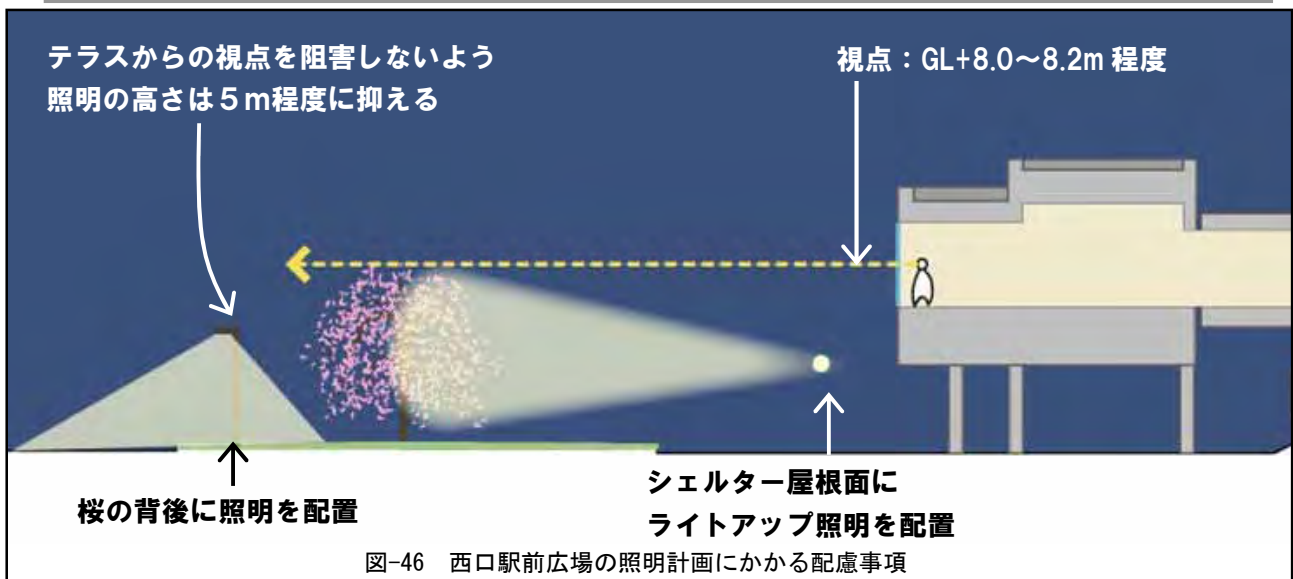 テラスからの視点を阻害しないよう
照明の高さは5m程度に抑える
視点：GL+8.0～8.2m 程度
桜の背後に照明を配置
シェルター屋根面に
ライトアップ照明を配置
図-46 西口駅前広場の照明計画にかかる配慮事項